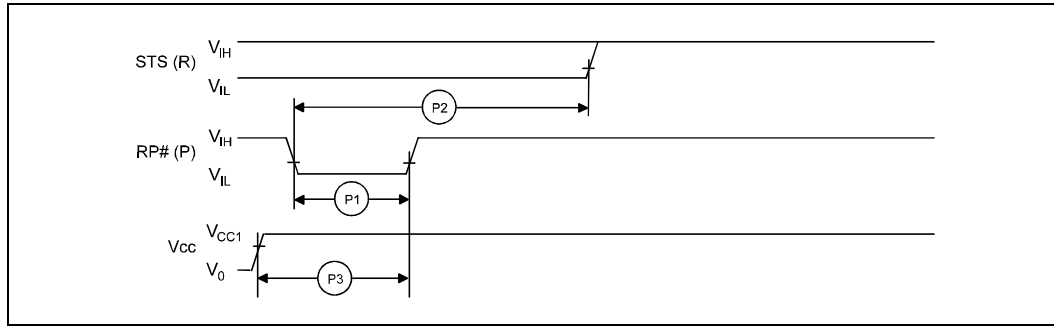 STS (R)
V_IH
V_IL
P2
RP# (P)
V_IH
V_IL
P1
Vcc
V_CC1
V_0
P3